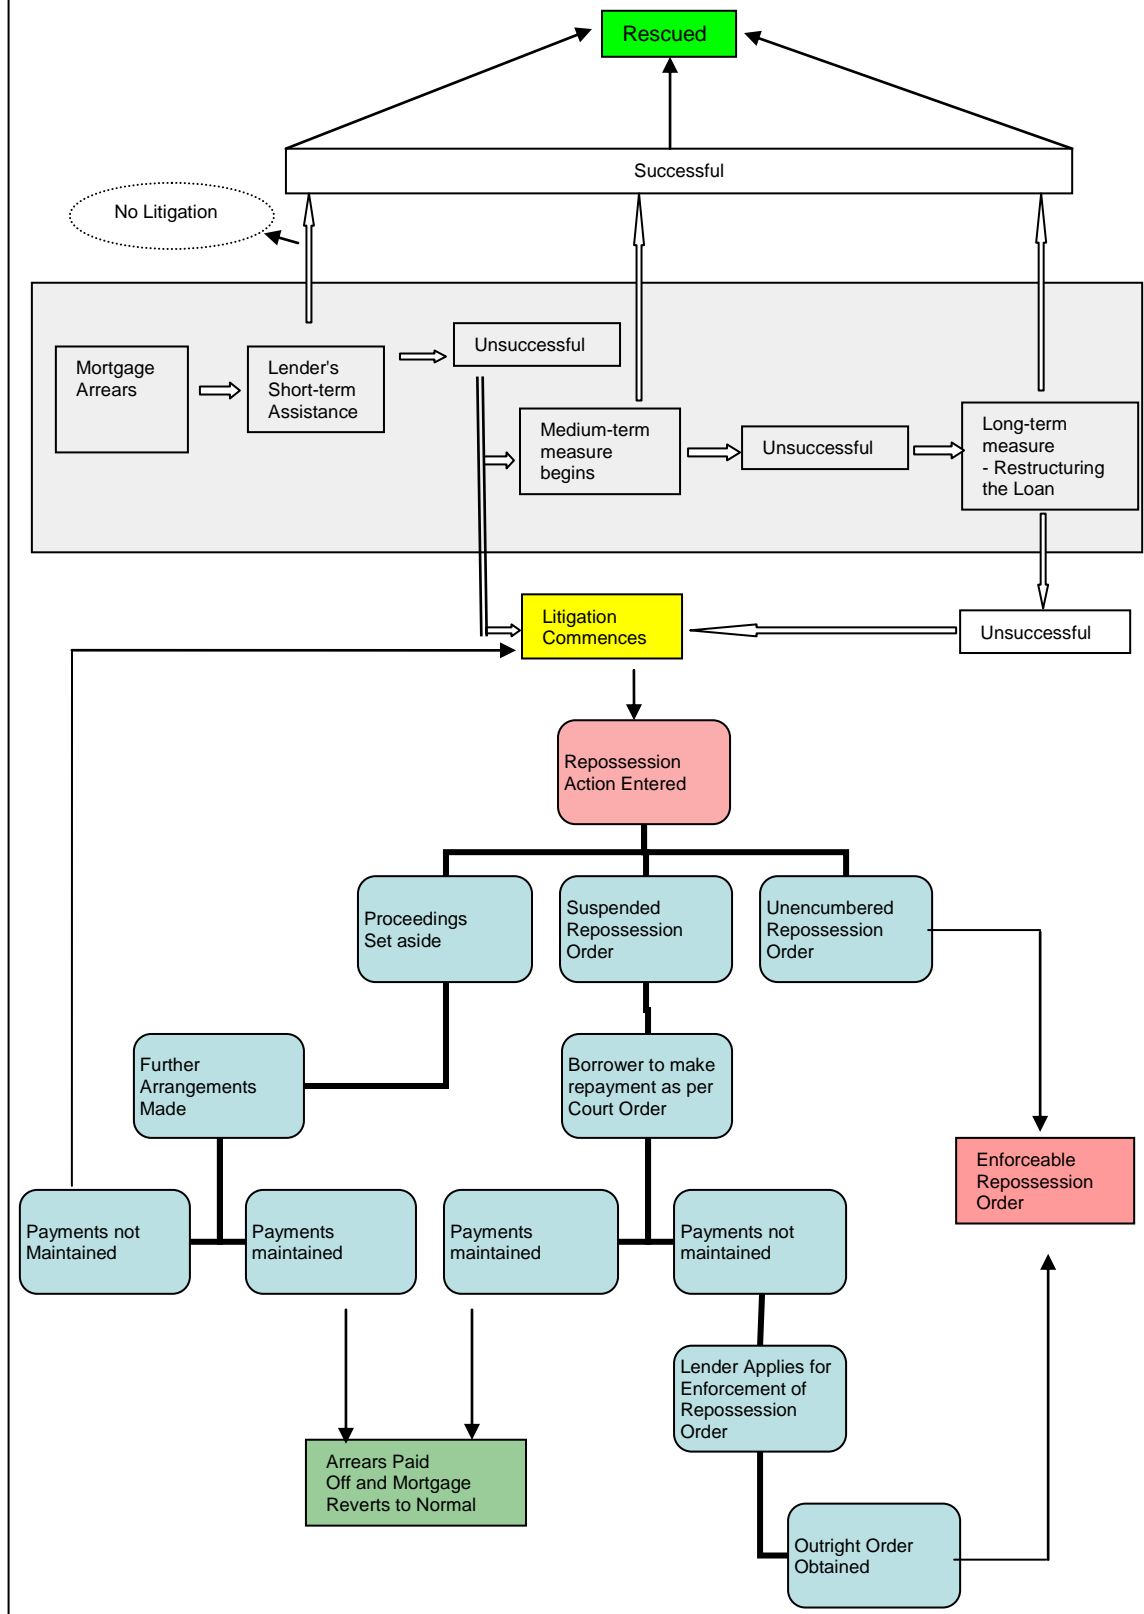 Rescued
Successful
No Litigation
Unsuccessful
Mortgage
Arrears
Lender's
Short-term
Assistance
Medium-term
measure
begins
Unsuccessful
Long-term
measure
- Restructuring
the Loan
Litigation
Commences
Unsuccessful
Repossession
Action Entered
Proceedings
Set aside
Suspended
Repossession
Order
Unencumbered
Repossession
Order
Further
Arrangements
Made
Borrower to make
repayment as per
Court Order
Enforceable
Repossession
Order
Payments not
Maintained
Payments
maintained
Payments
maintained
Payments not
maintained
Lender Applies for
Enforcement of
Repossession
Order
Arrears Paid
Off and Mortgage
Reverts to Normal
Outright Order
Obtained